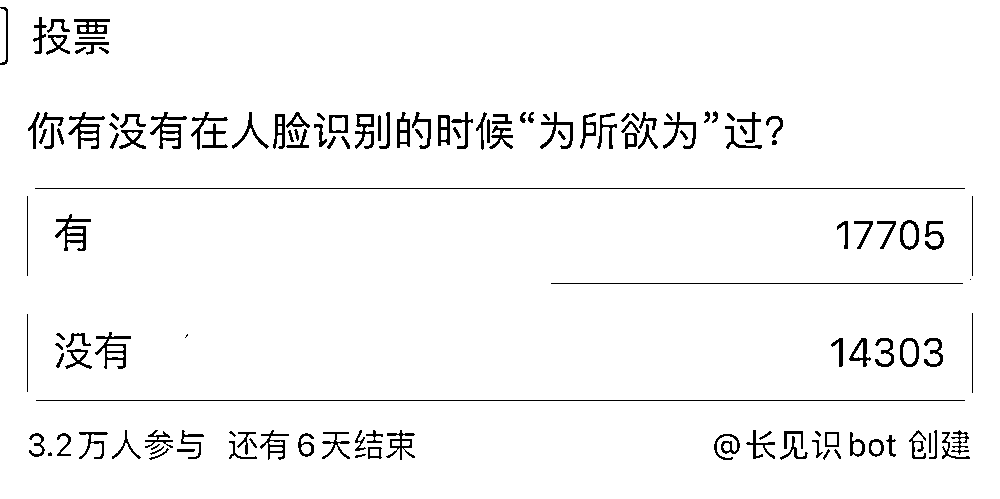 投票
你有没有在人脸识别的时候“为所欲为”过?
有 17705
没有 14303
3.2万人参与 还有6天结束 @长见识bot 创建